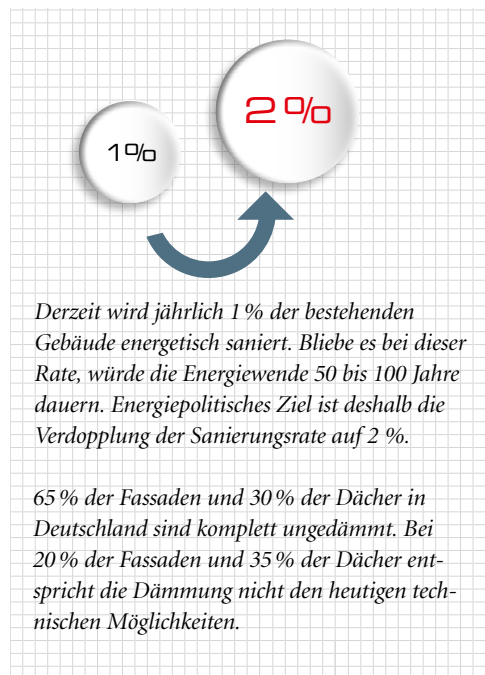 1%
2%
Derzeit wird jährlich 1% der bestehenden
Gebäude energetisch saniert. Bliebe es bei dieser
Rate, würde die Energiewende 50 bis 100 Jahre
dauern. Energiepolitisches Ziel ist deshalb die
Verdopplung der Sanierungsrate auf 2 %.
65% der Fassaden und 30% der Dächer in
Deutschland sind komplett ungedämmt. Bei
20% der Fassaden und 35% der Dächer ent-
spricht die Dämmung nicht den heutigen tech-
nischen Möglichkeiten.